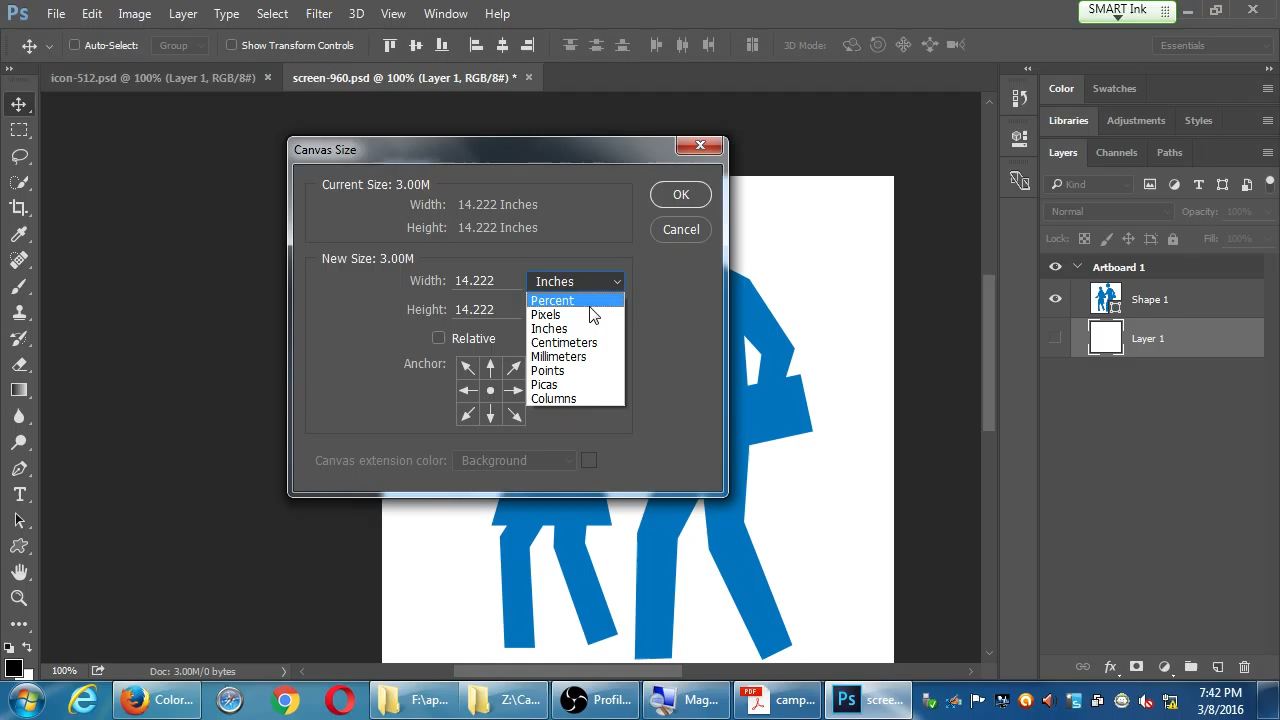 Ps File Edit Image Layer Type Select Filter 3D View Window Help
SMART Ink
Auto-Select: Group Show Transform Controls 3D Mode: Essentials
icon-512.psd @ 100% (Layer 1, RGB/8#) × screen-960.psd @ 100% (Layer 1, RGB/8#) * ×
Color Swatches
Libraries Adjustments Styles
Layers Channels Paths
Kind
Normal Opacity: 100%
Lock: Fill: 100%
Artboard 1
Shape 1
Layer 1
Canvas Size
Current Size: 3.00M
Width: 14.222 Inches
Height: 14.222 Inches
OK
Cancel
New Size: 3.00M
Width: 14.222 Inches
Height: 14.222
Percent
Pixels
Inches
Centimeters
Millimeters
Points
Picas
Columns
Relative
Anchor:
Canvas extension color: Background
100% Doc: 3.00M/0 bytes
Color... F:\ap... Z:\Ca... Profil... Mag... camp... Ps scree...
7:42 PM
3/8/2016